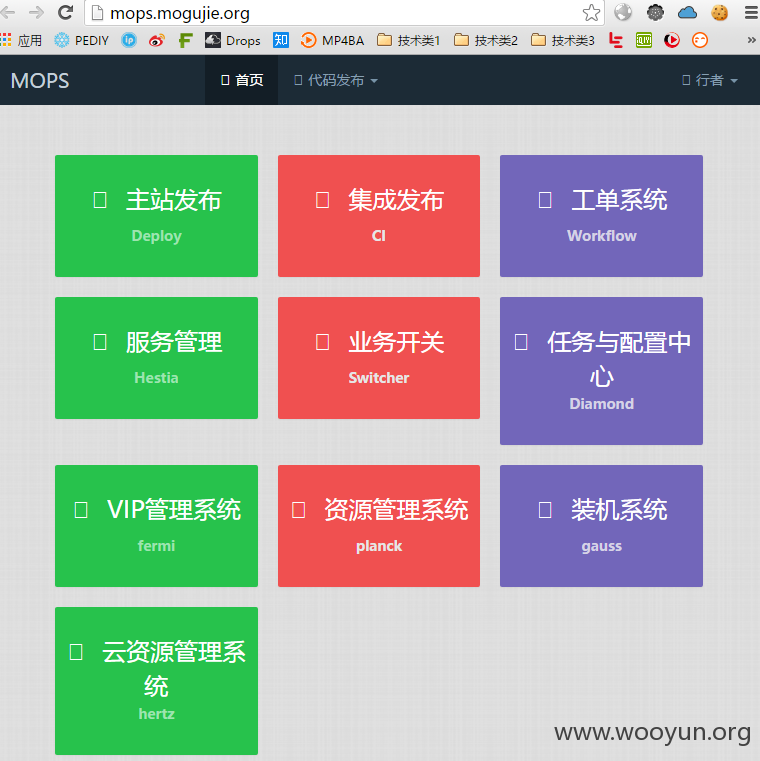 mops.mogujie.org
应用 PEDIY Drops 知 MP4BA 技术类1 技术类2 技术类3 »
MOPS 首页 代码发布 行者
主站发布
Deploy
集成发布
CI
工单系统
Workflow
服务管理
Hestia
业务开关
Switcher
任务与配置中
心
Diamond
VIP管理系统
fermi
资源管理系统
planck
装机系统
gauss
云资源管理系
统
hertz
www.wooyun.org